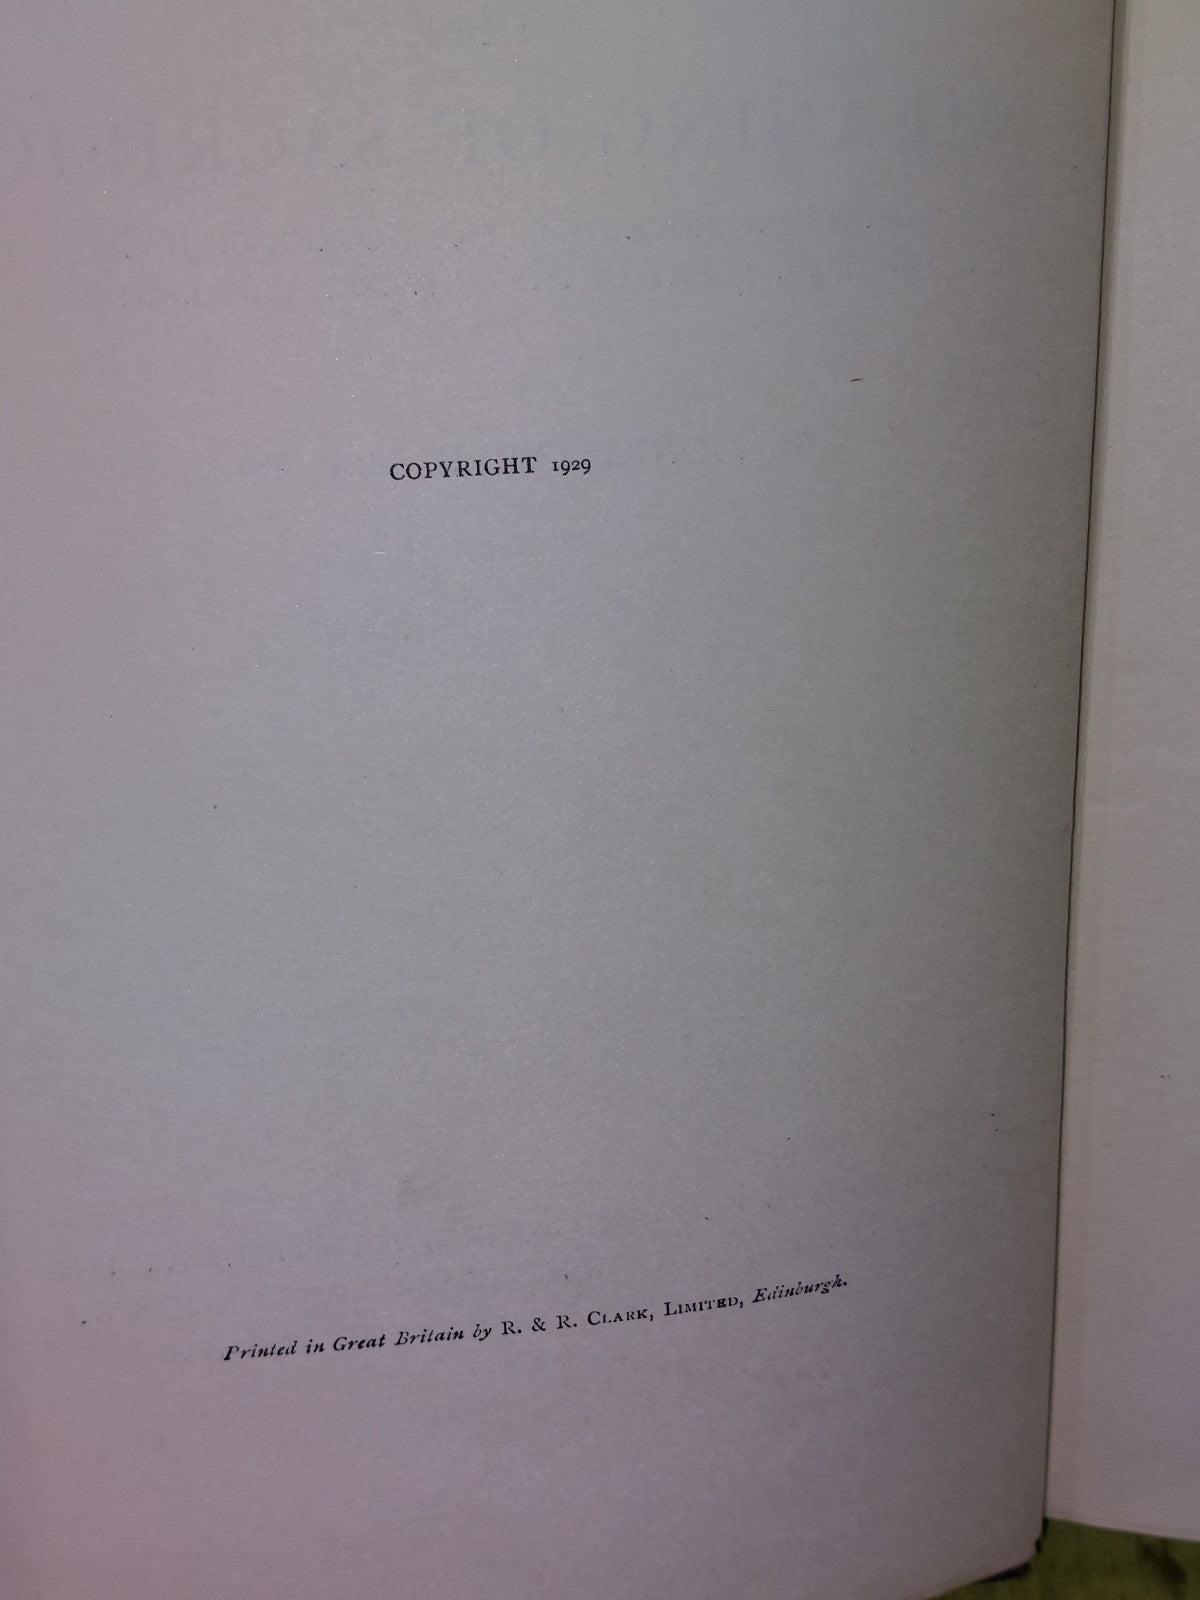 COPYRIGHT 1929
Printed in Great Britain by R. & R. CLARK, LIMITED, Edinburgh.